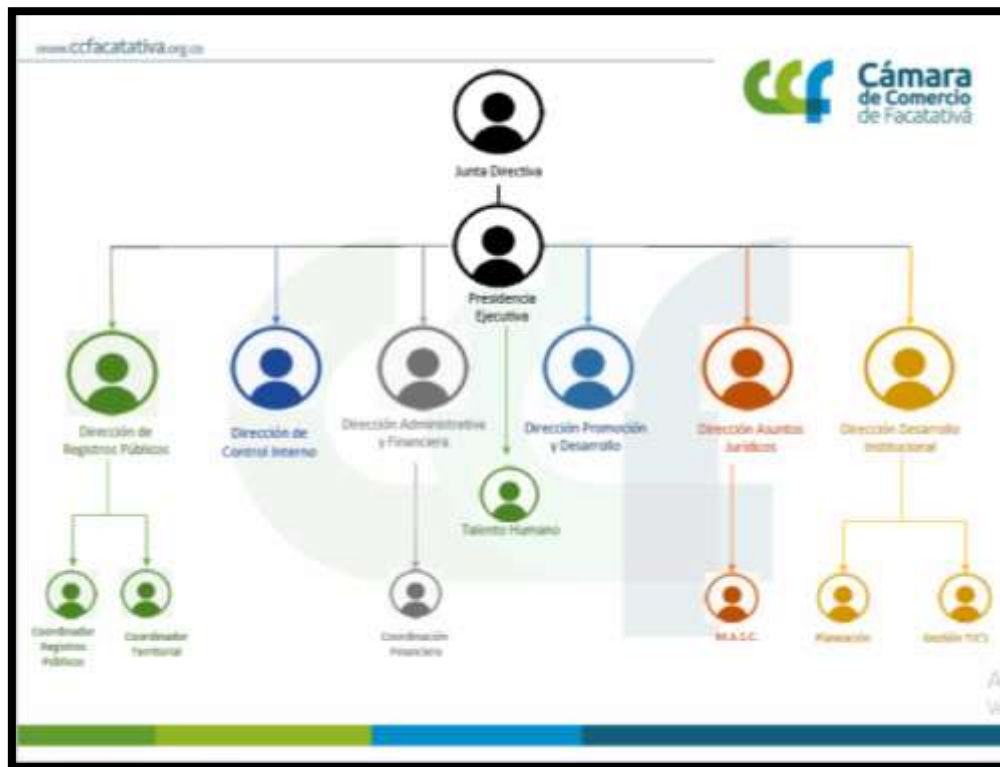 www.ccfacatativa.org.co
ccf
Cámara
de Comercio
de Facatativá
Junta Directiva
Presidencia
Ejecutiva
Dirección de
Registros Públicos
Dirección de
Control Interno
Dirección Administrativa
y Financiera
Dirección Promoción
y Desarrollo
Dirección Asuntos
Jurídicos
Dirección Desarrollo
Institucional
Talento Humano
Coordinador
Registros
Públicos
Coordinador
Territorial
Coordinación
Financiera
M.A.S.C.
Planeación
Gestión TIC's